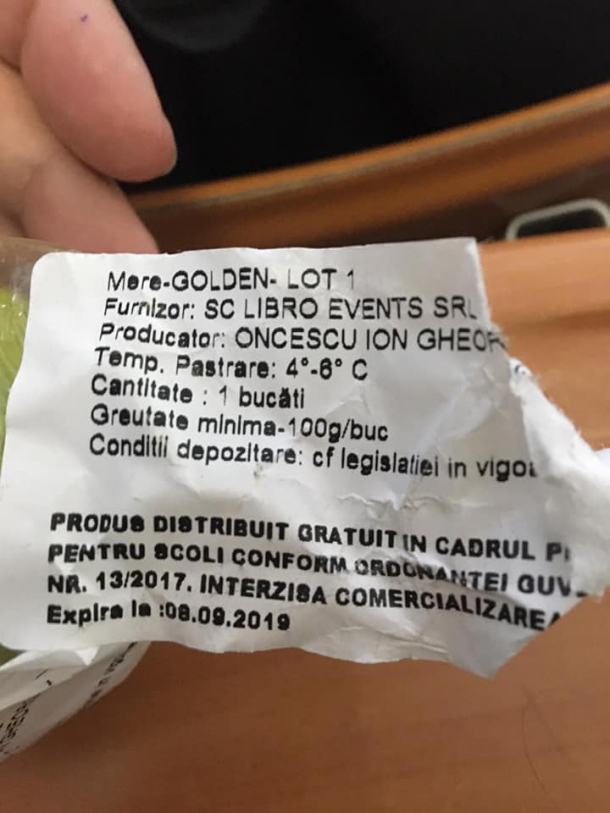 Mere-GOLDEN- LOT 1
Furnizor: SC LIBRO EVENTS SRL
Producator: ONCESCU ION
Temp. Pastrare: 4°-6° C
Cantitate : 1 bucăti
Greutate minima-100g/buc
Conditii depozitare: cf legislatiei in
PRODUS DISTRIBUIT GRATUIT IN CADRUL
PENTRU SCOLI CONFORM ORDONANTEI
NR. 13/2017. INTERZISA COMERCIALIZAREA
Expira la :08.09.2019